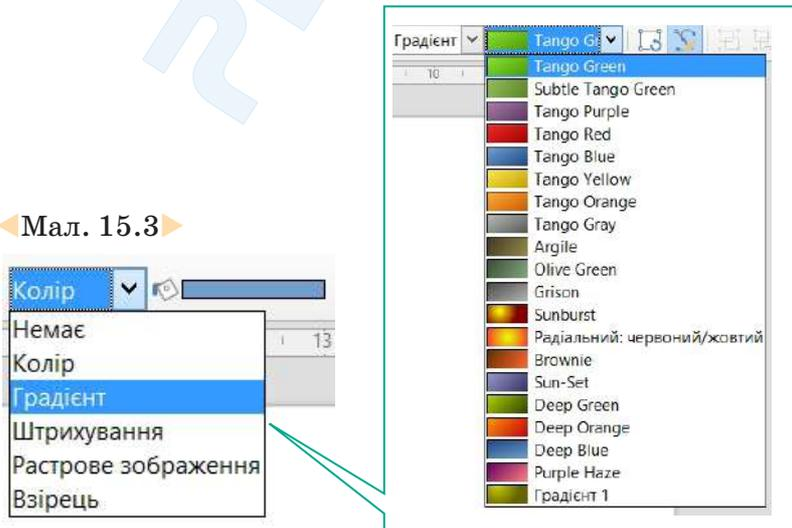 Мал. 15.3
Колір
13
Немає
Колір
Градієнт
Штрихування
Растрове зображення
Взірець
Градієнт Tango G
10
Tango Green
Subtle Tango Green
Tango Purple
Tango Red
Tango Blue
Tango Yellow
Tango Orange
Tango Gray
Argile
Olive Green
Grison
Sunburst
Радіальний: червоний/жовтий
Brownie
Sun-Set
Deep Green
Deep Orange
Deep Blue
Purple Haze
Градієнт 1